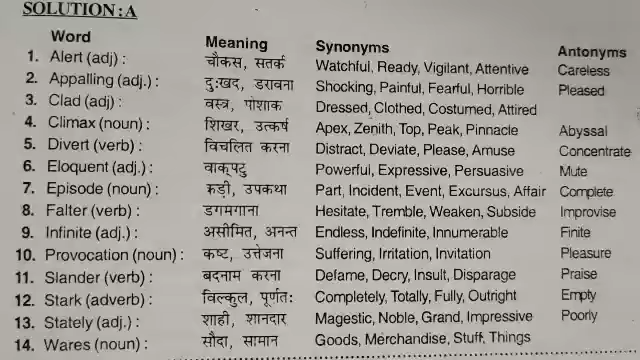 SOLUTION : A
Word Meaning Synonyms Antonyms
1. Alert (adj) : चौकस, सतर्क Watchful, Ready, Vigilant, Attentive Careless
2. Appalling (adj.) : दुःखद, डरावना Shocking, Painful, Fearful, Horrible Pleased
3. Clad (adj) : वस्त्र, पोशाक Dressed, Clothed, Costumed, Attired
4. Climax (noun) : शिखर, उत्कर्ष Apex, Zenith, Top, Peak, Pinnacle Abyssal
5. Divert (verb) : विचलित करना Distract, Deviate, Please, Amuse Concentrate
6. Eloquent (adj.) : वाक्पटु Powerful, Expressive, Persuasive Mute
7. Episode (noun) : कड़ी, उपकथा Part, Incident, Event, Excursus, Affair Complete
8. Falter (verb) : डगमगाना Hesitate, Tremble, Weaken, Subside Improvise
9. Infinite (adj.) : असीमित, अनन्त Endless, Indefinite, Innumerable Finite
10. Provocation (noun) : कष्ट, उत्तेजना Suffering, Irritation, Invitation Pleasure
11. Slander (verb) : बदनाम करना Defame, Decry, Insult, Disparage Praise
12. Stark (adverb) : विल्कुल, पूर्णतः Completely, Totally, Fully, Outright Empty
13. Stately (adj.) : शाही, शानदार Magestic, Noble, Grand, Impressive Poorly
14. Wares (noun) : सौदा, सामान Goods, Merchandise, Stuff, Things